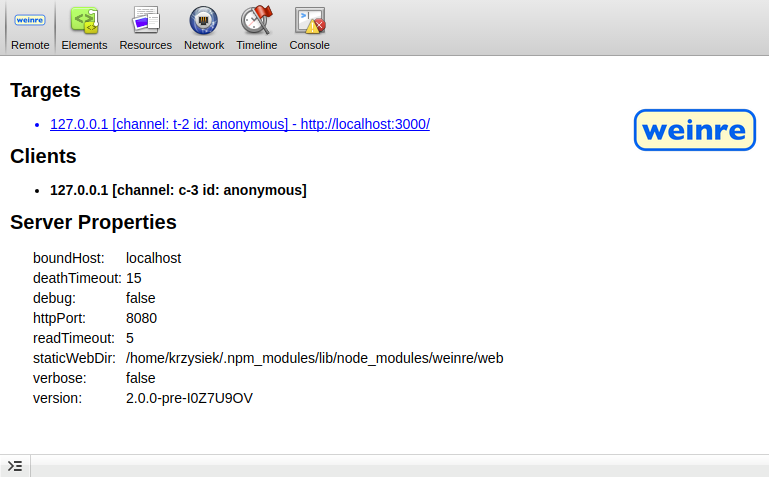 weinre
Remote Elements Resources Network Timeline Console
Targets
127.0.0.1 [channel: t-2 id: anonymous] - http://localhost:3000/
weinre
Clients
127.0.0.1 [channel: c-3 id: anonymous]
Server Properties
boundHost: localhost
deathTimeout: 15
debug: false
httpPort: 8080
readTimeout: 5
staticWebDir: /home/krzysiek/.npm_modules/lib/node_modules/weinre/web
verbose: false
version: 2.0.0-pre-I0Z7U9OV